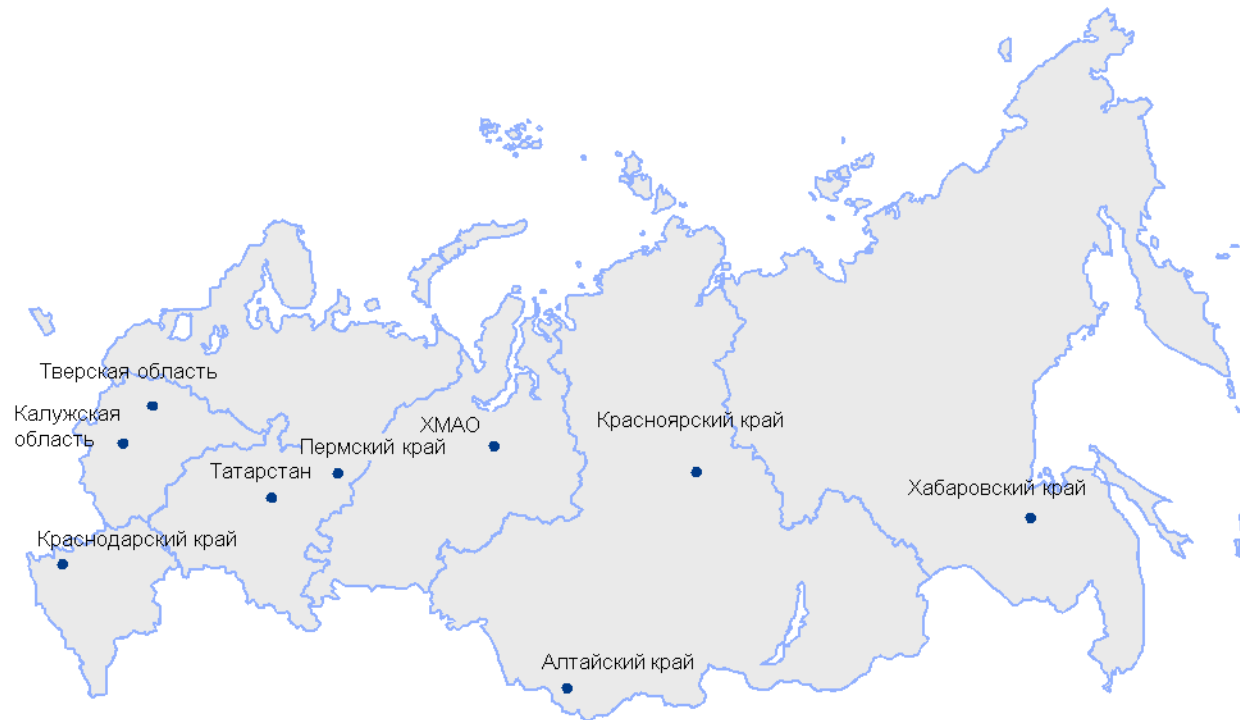 Тверская область
Калужская
область
ХМАО
Пермский край
Татарстан
Красноярский край
Хабаровский край
Краснодарский край
Алтайский край